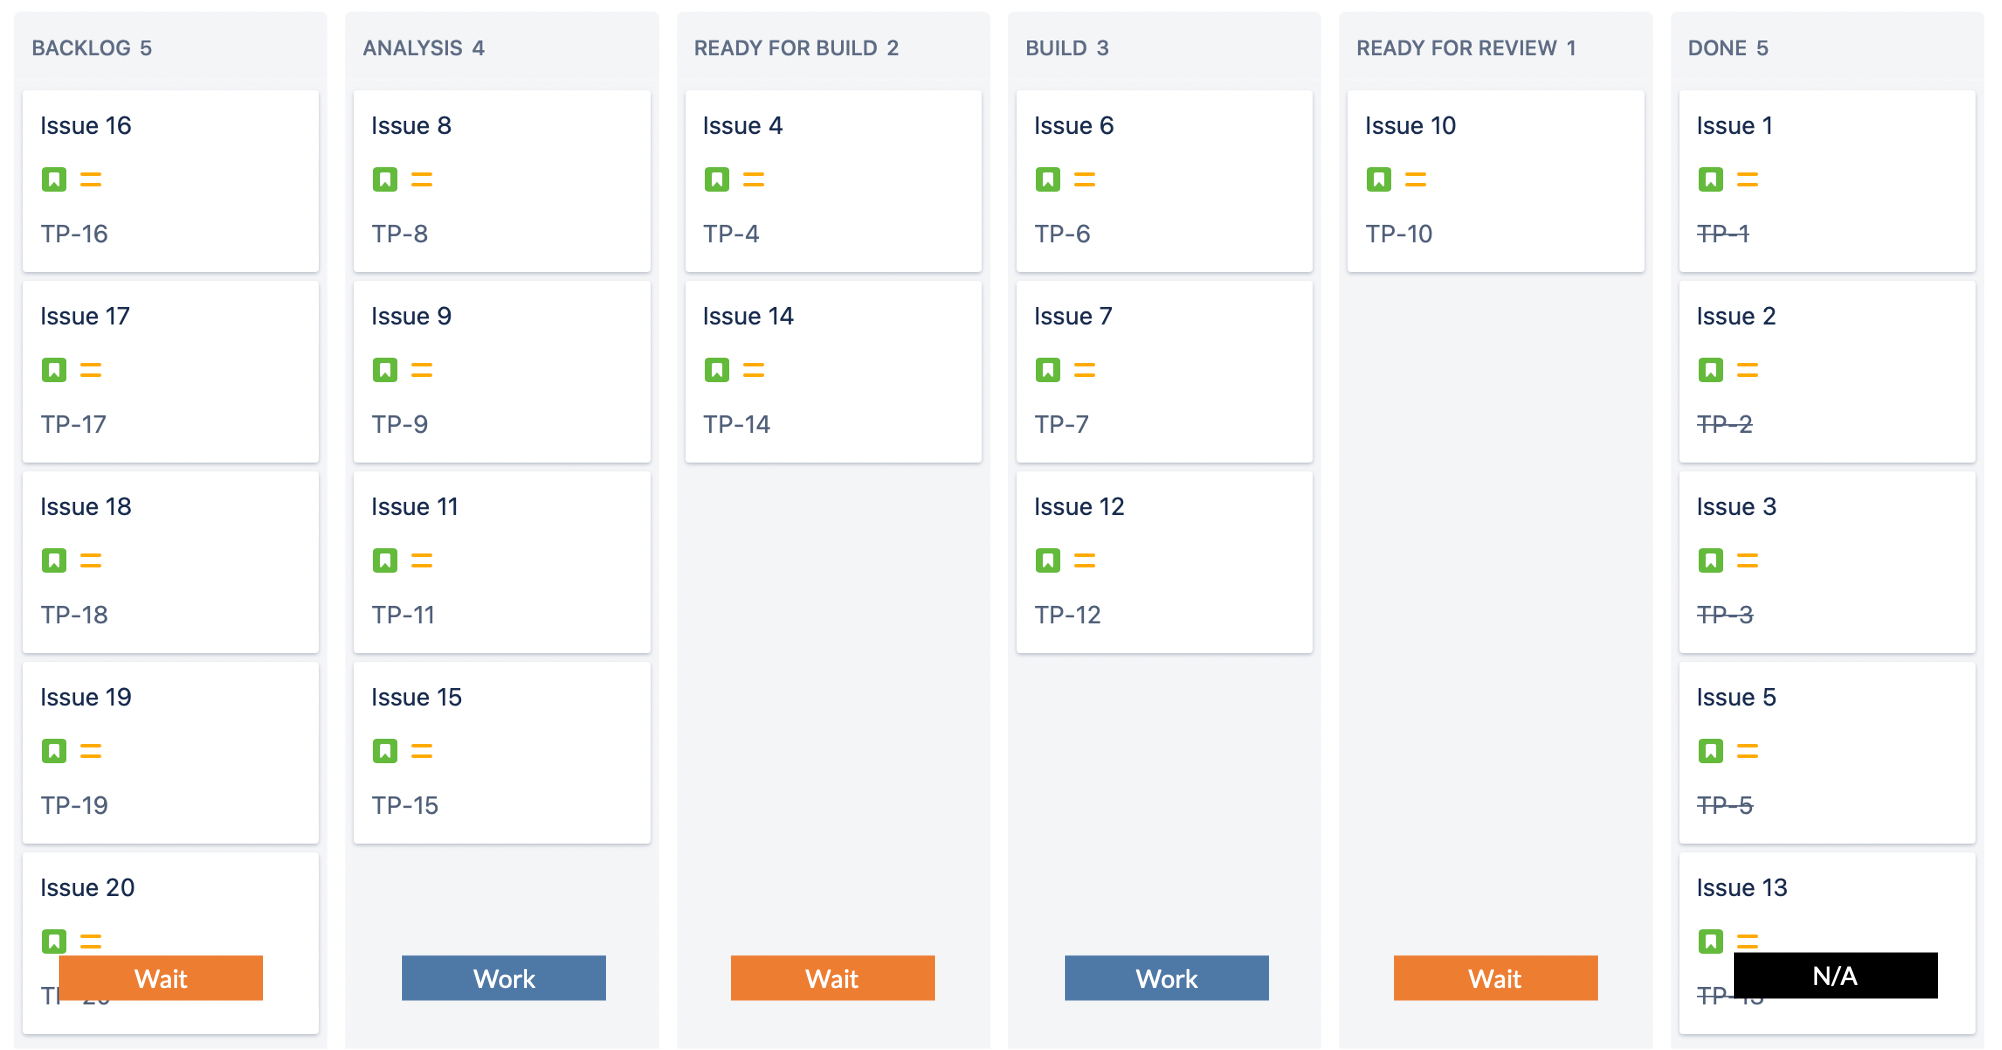 BACKLOG 5
Issue 16
TP-16
Issue 17
TP-17
Issue 18
TP-18
Issue 19
TP-19
Issue 20
Wait
ANALYSIS 4
Issue 8
TP-8
Issue 9
TP-9
Issue 11
TP-11
Issue 15
TP-15
Work
READY FOR BUILD 2
Issue 4
TP-4
Issue 14
TP-14
Wait
BUILD 3
Issue 6
TP-6
Issue 7
TP-7
Issue 12
TP-12
Work
READY FOR REVIEW 1
Issue 10
TP-10
Wait
DONE 5
Issue 1
TP-1
Issue 2
TP-2
Issue 3
TP-3
Issue 5
TP-5
Issue 13
N/A